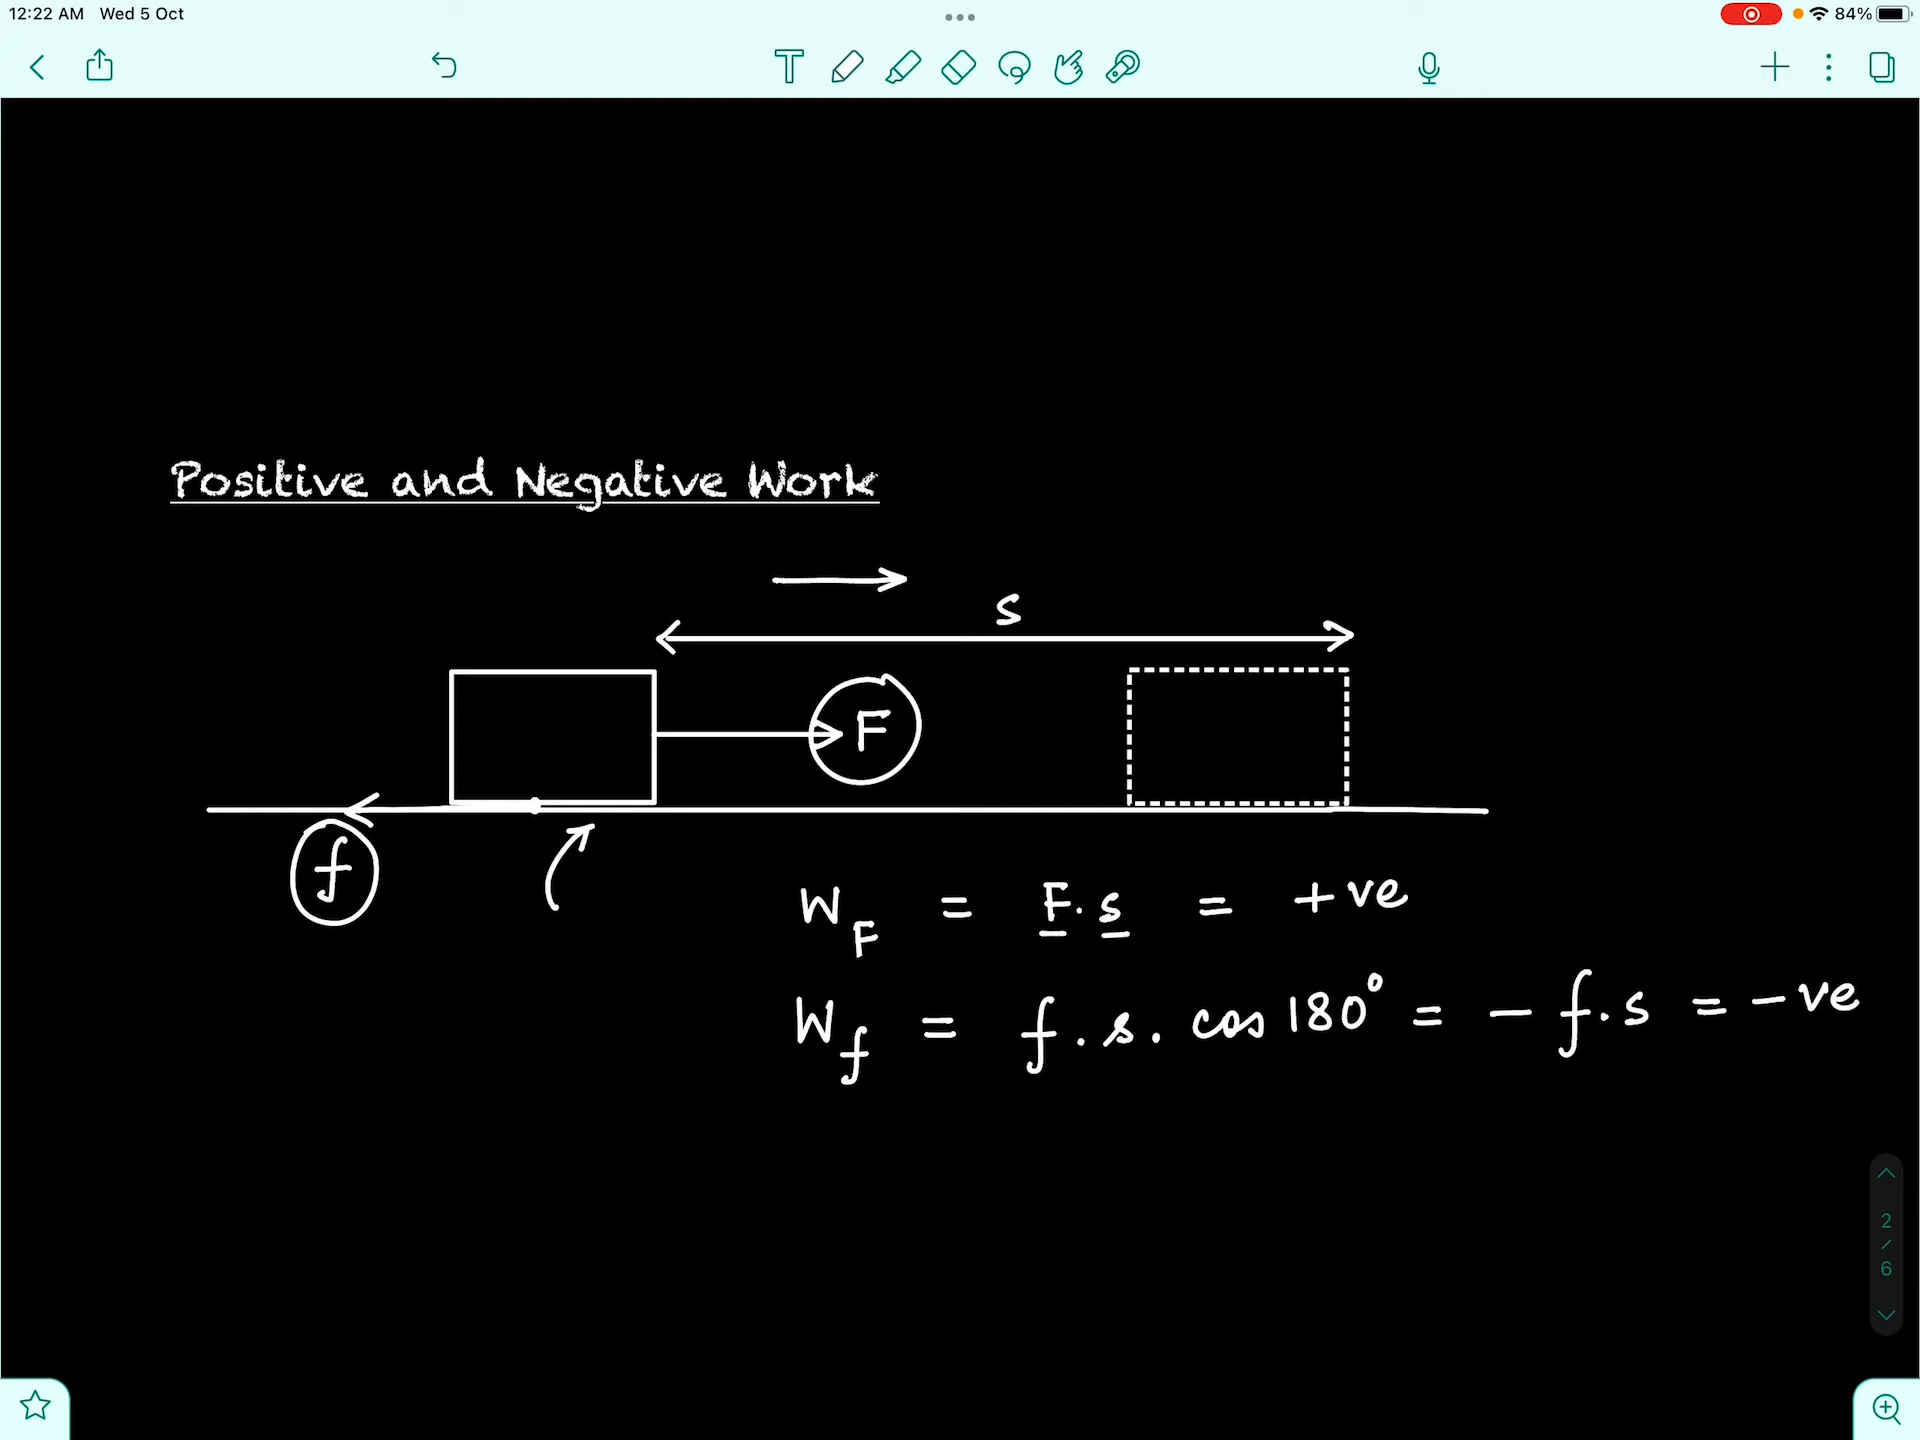 12:22 AM Wed 5 Oct
84%
Positive and Negative Work
s
F
f
W_F = F.s = +ve
W_f = f.s.cos 180° = - f.s = -ve
2
/
6